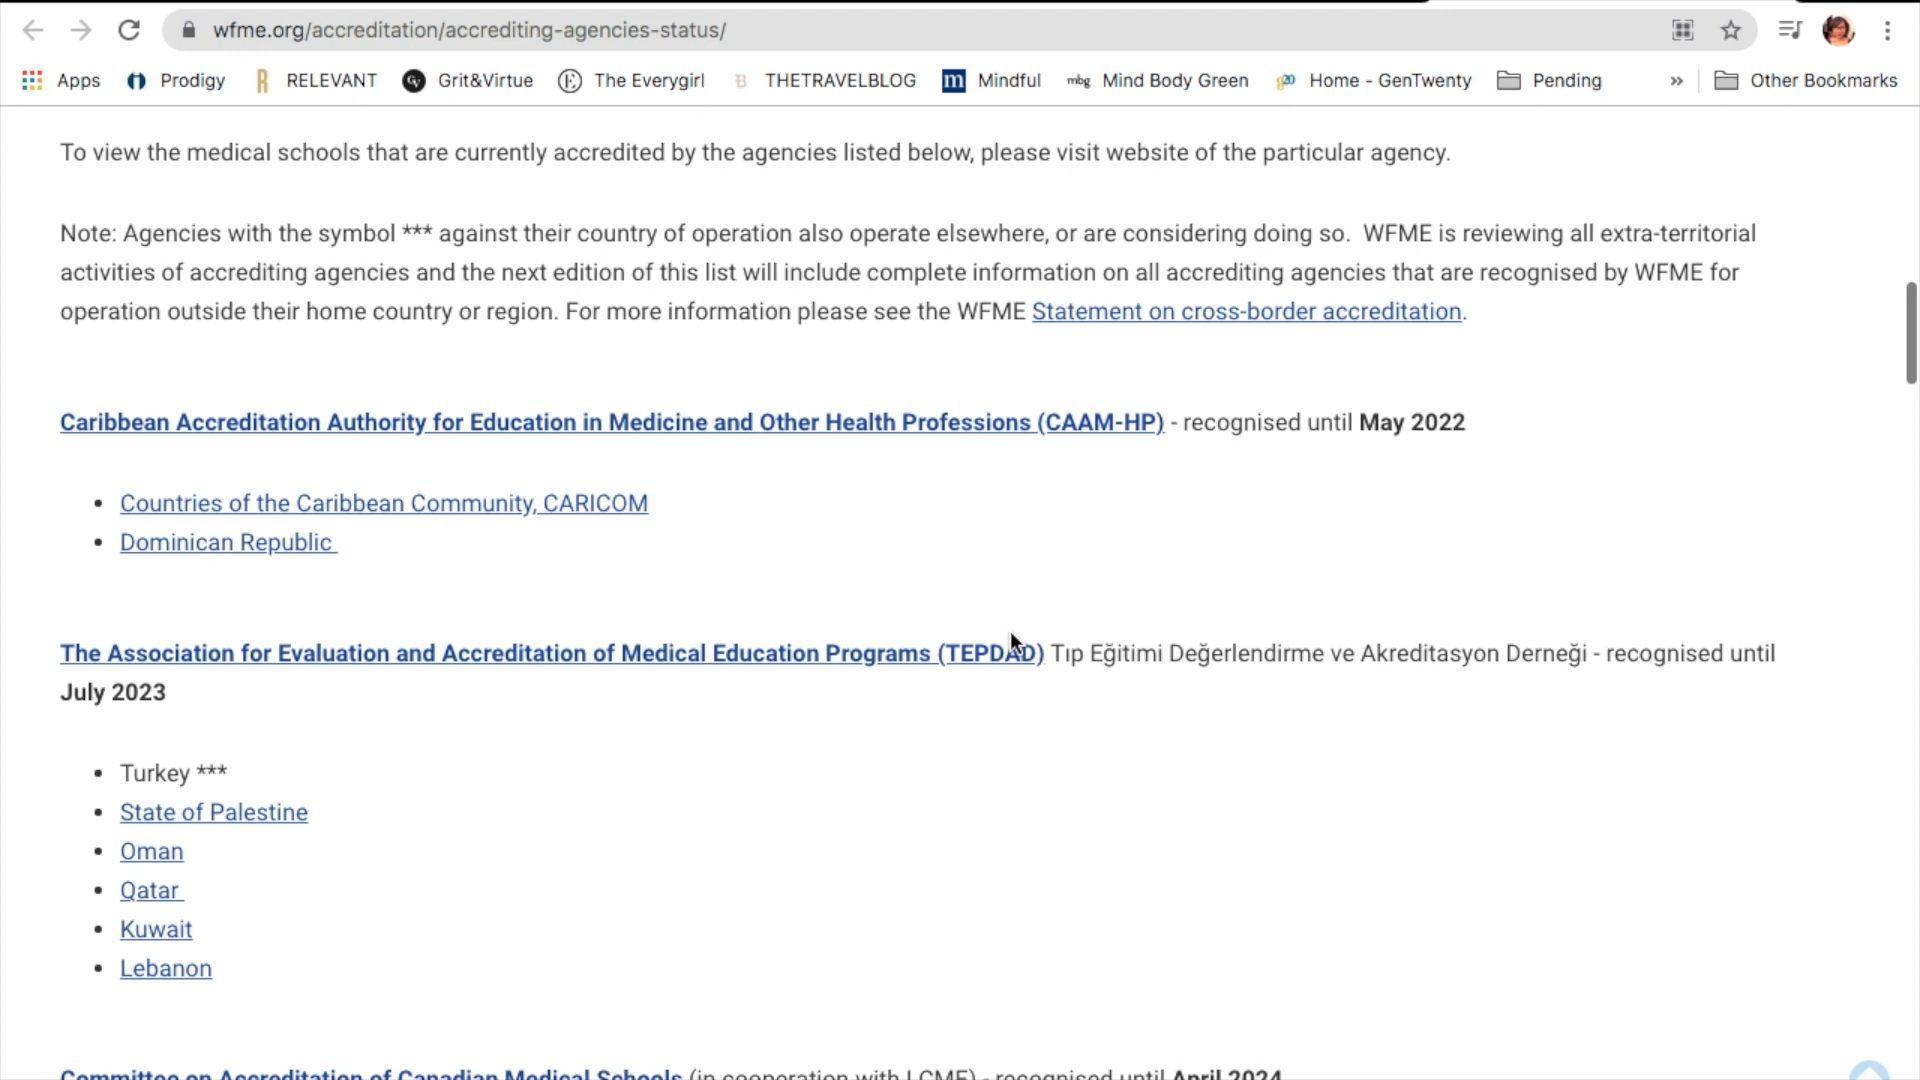 wfme.org/accreditation/accrediting-agencies-status/
Apps Prodigy RELEVANT Grit&Virtue The Everygirl THETRAVELBLOG Mindful mbg Mind Body Green Home - GenTwenty Pending » Other Bookmarks
To view the medical schools that are currently accredited by the agencies listed below, please visit website of the particular agency.
Note: Agencies with the symbol *** against their country of operation also operate elsewhere, or are considering doing so. WFME is reviewing all extra-territorial
activities of accrediting agencies and the next edition of this list will include complete information on all accrediting agencies that are recognised by WFME for
operation outside their home country or region. For more information please see the WFME Statement on cross-border accreditation.
Caribbean Accreditation Authority for Education in Medicine and Other Health Professions (CAAM-HP) - recognised until May 2022
• Countries of the Caribbean Community, CARICOM
• Dominican Republic
The Association for Evaluation and Accreditation of Medical Education Programs (TEPDAD) Tıp Eğitimi Değerlendirme ve Akreditasyon Derneği - recognised until
July 2023
• Turkey ***
• State of Palestine
• Oman
• Qatar
• Kuwait
• Lebanon
Committee on Accreditation of Canadian Medical Schools (in cooperation with LCME) - recognised until April 2024